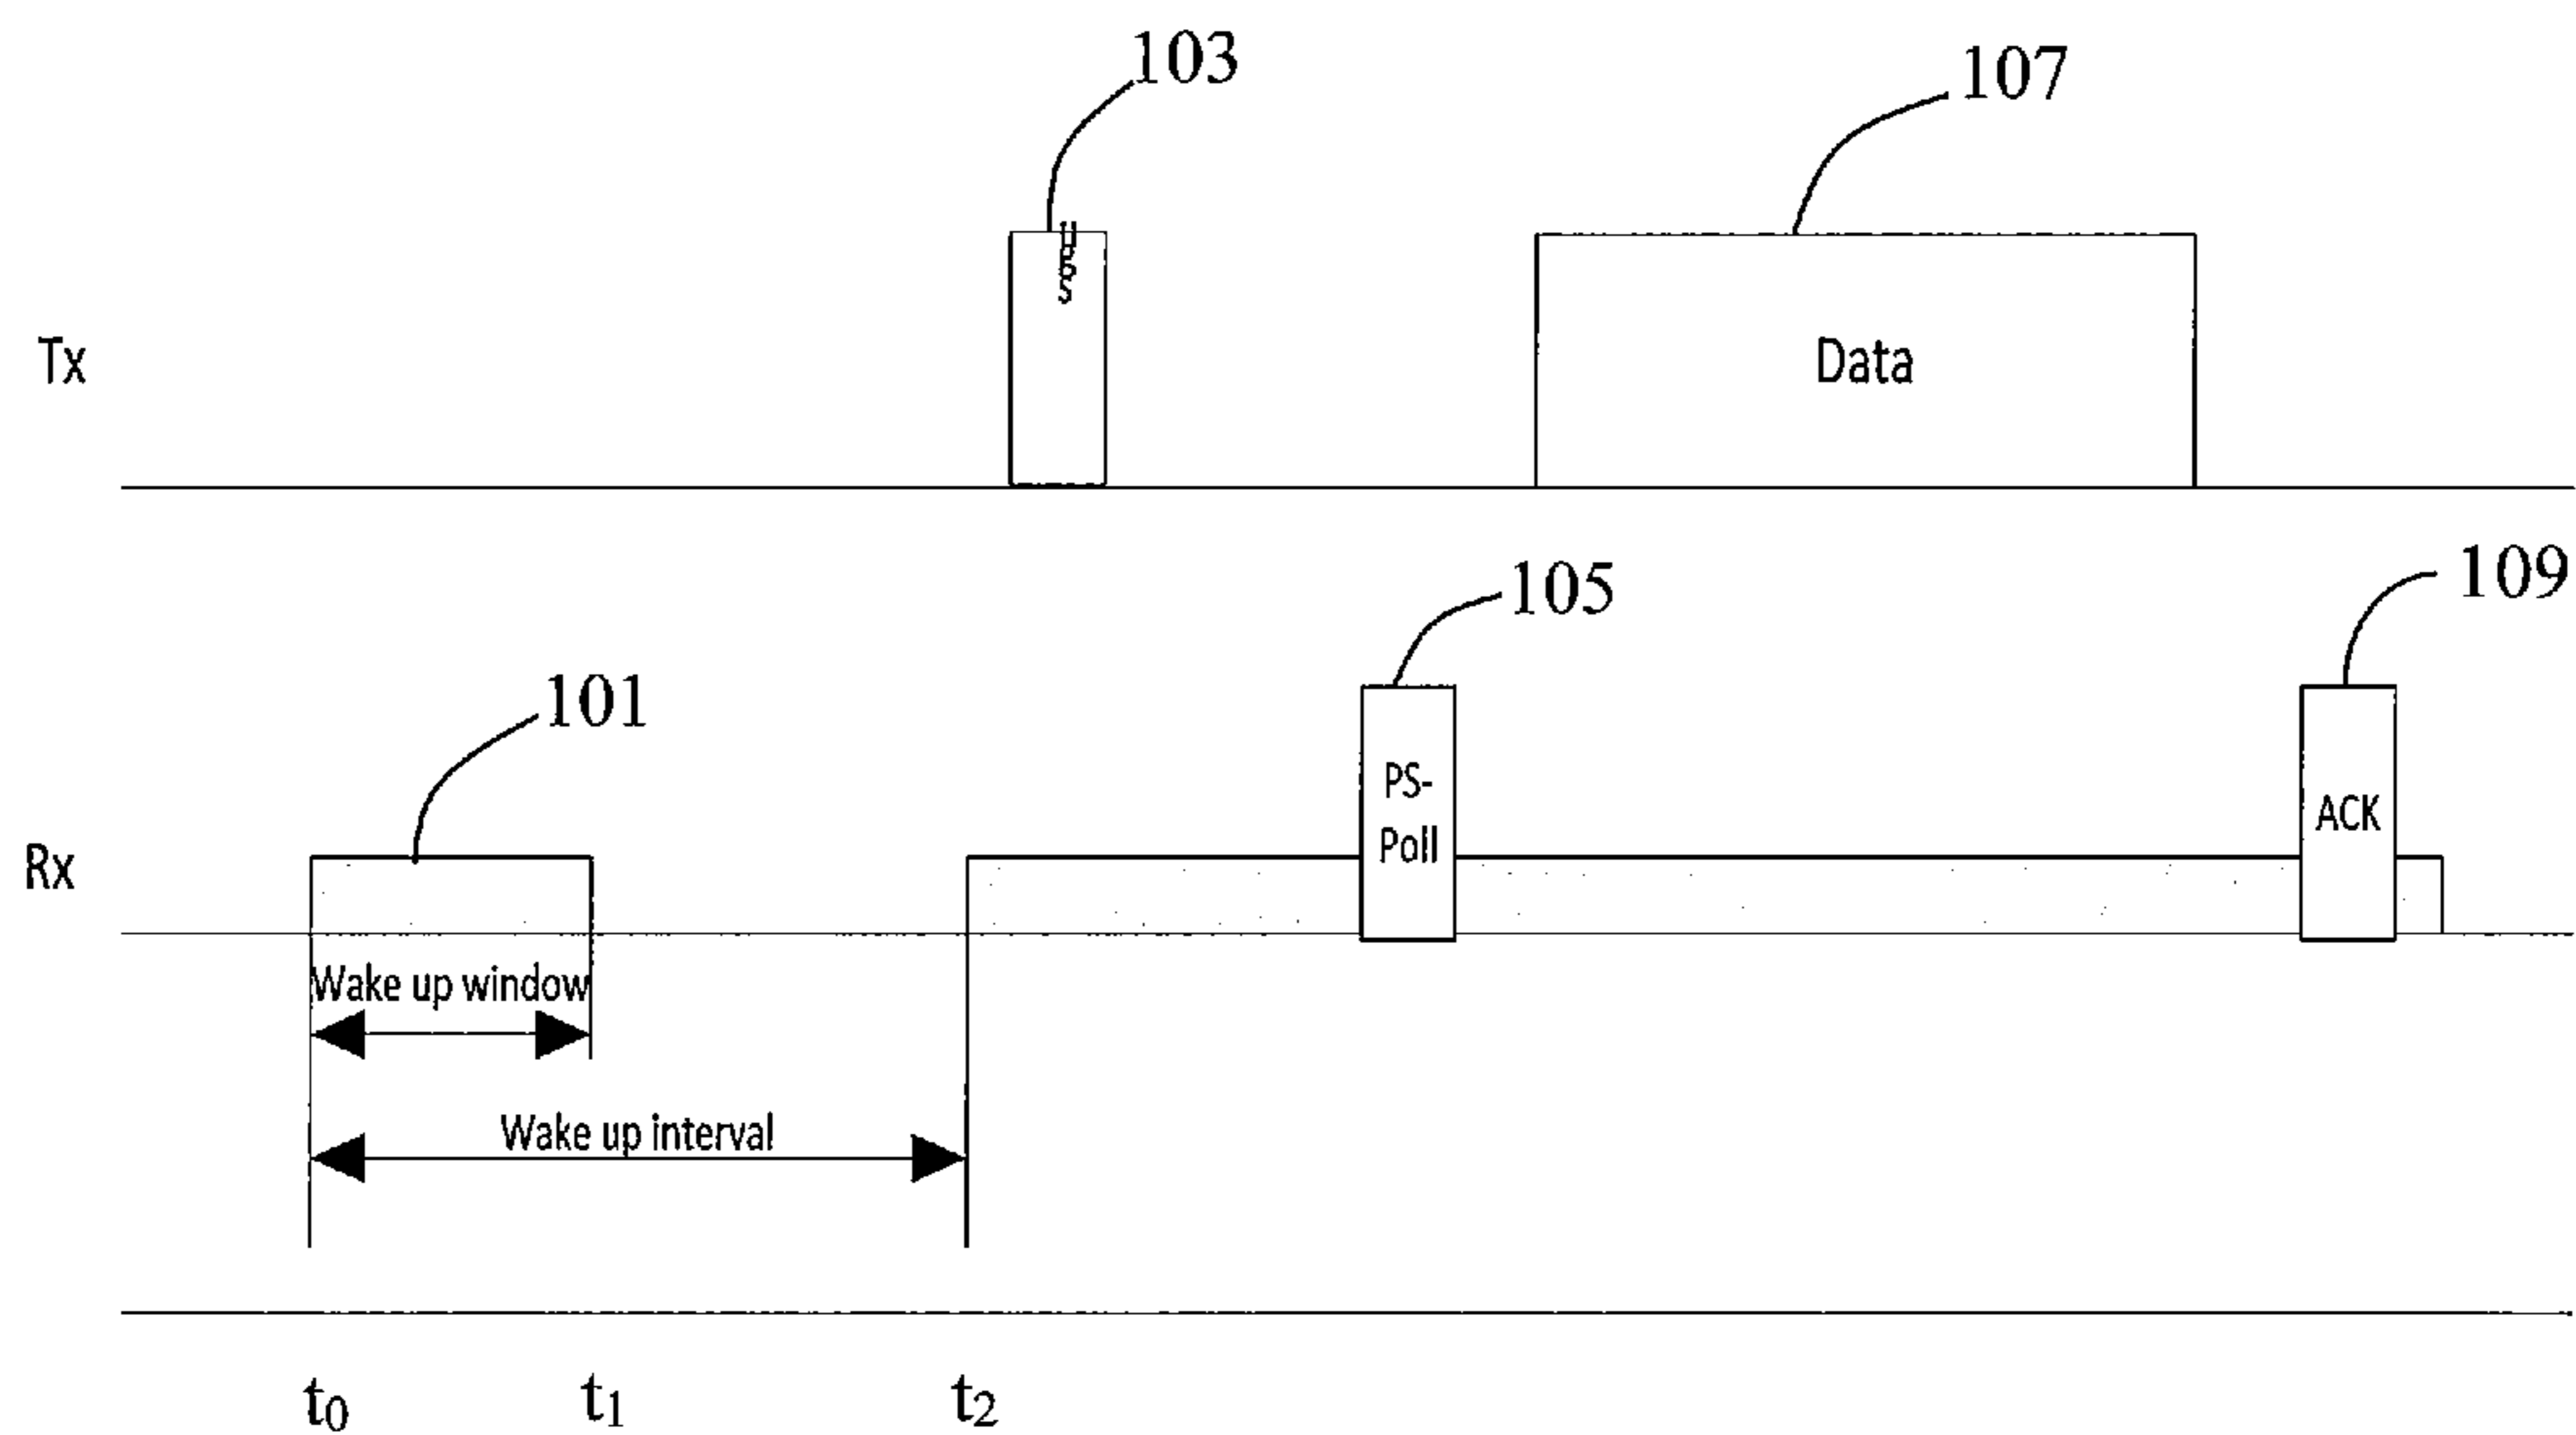 103
107
Tx
Data
105
109
101
PS-
Poll
ACK
Rx
Wake up window
Wake up interval
t0
t1
t2